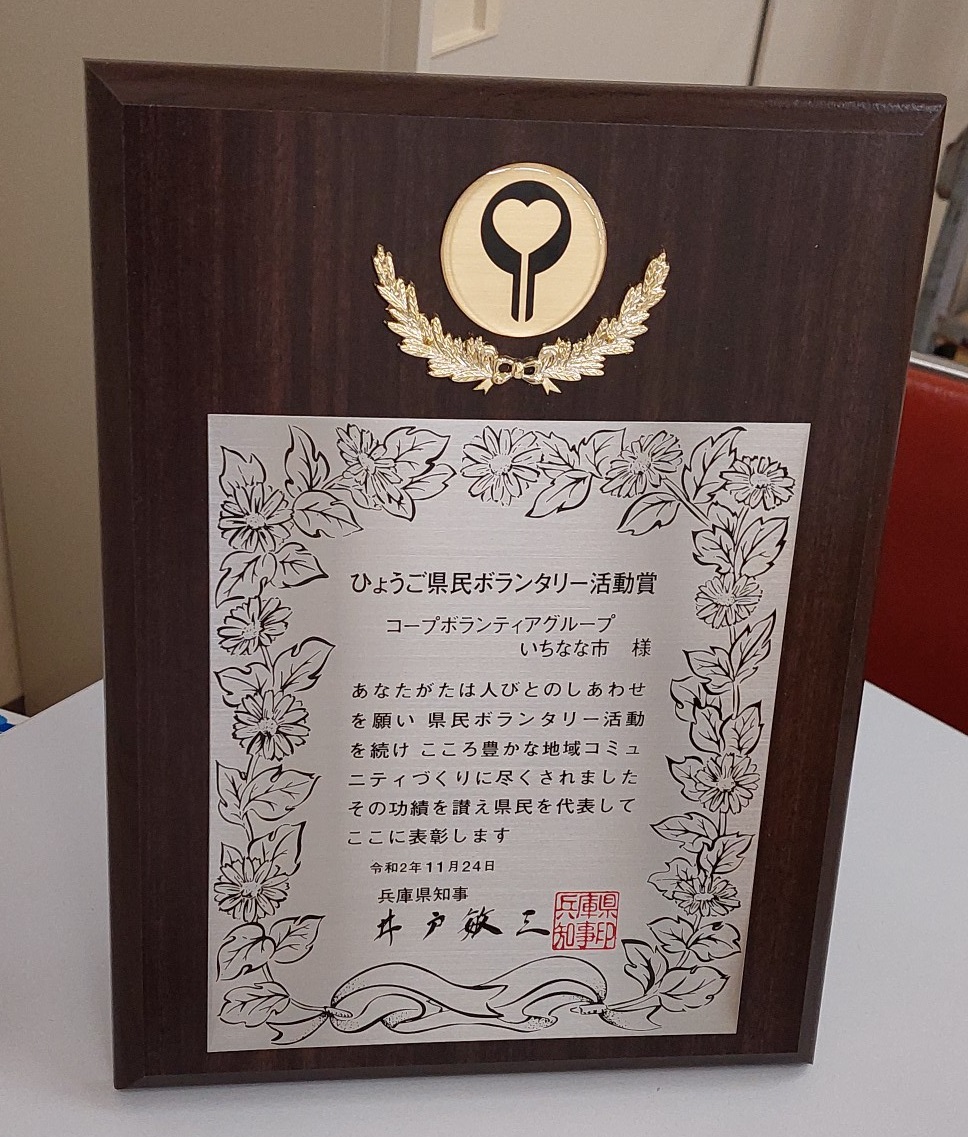 ひょうご県民ボランタリー活動賞
コープボランティアグループ
いちなな市　様
あなたがたは人びとのしあわせ
を願い 県民ボランタリー活動
を続け こころ豊かな地域コミュ
ニティづくりに尽くされました
その功績を讃え県民を代表して
ここに表彰します
令和2年11月24日
兵庫県知事
井戸敏三
兵庫県知事印